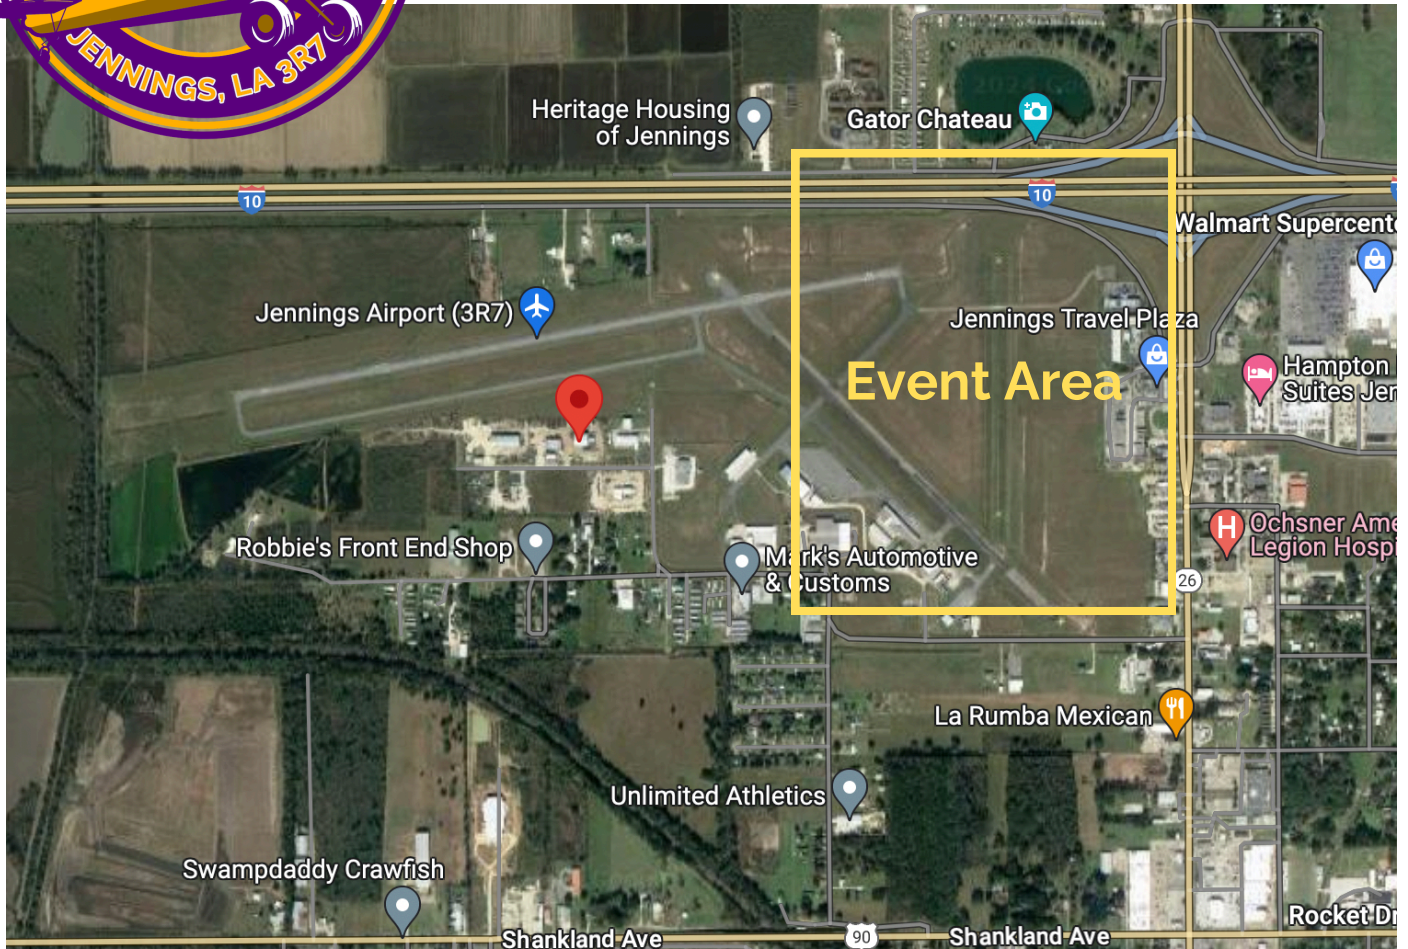 JENNINGS, LA 3R7
Heritage Housing
of Jennings
Gator Chateau
10
10
Walmart Supercente
Jennings Airport (3R7)
Jennings Travel Plaza
Event Area
Hampton
Suites Jen
Robbie's Front End Shop
Mark's Automotive
& Customs
H
Ochsner Ame
Legion Hospi
26
La Rumba Mexican
Unlimited Athletics
Swampdaddy Crawfish
Rocket Dr
Shankland Ave
90
Shankland Ave